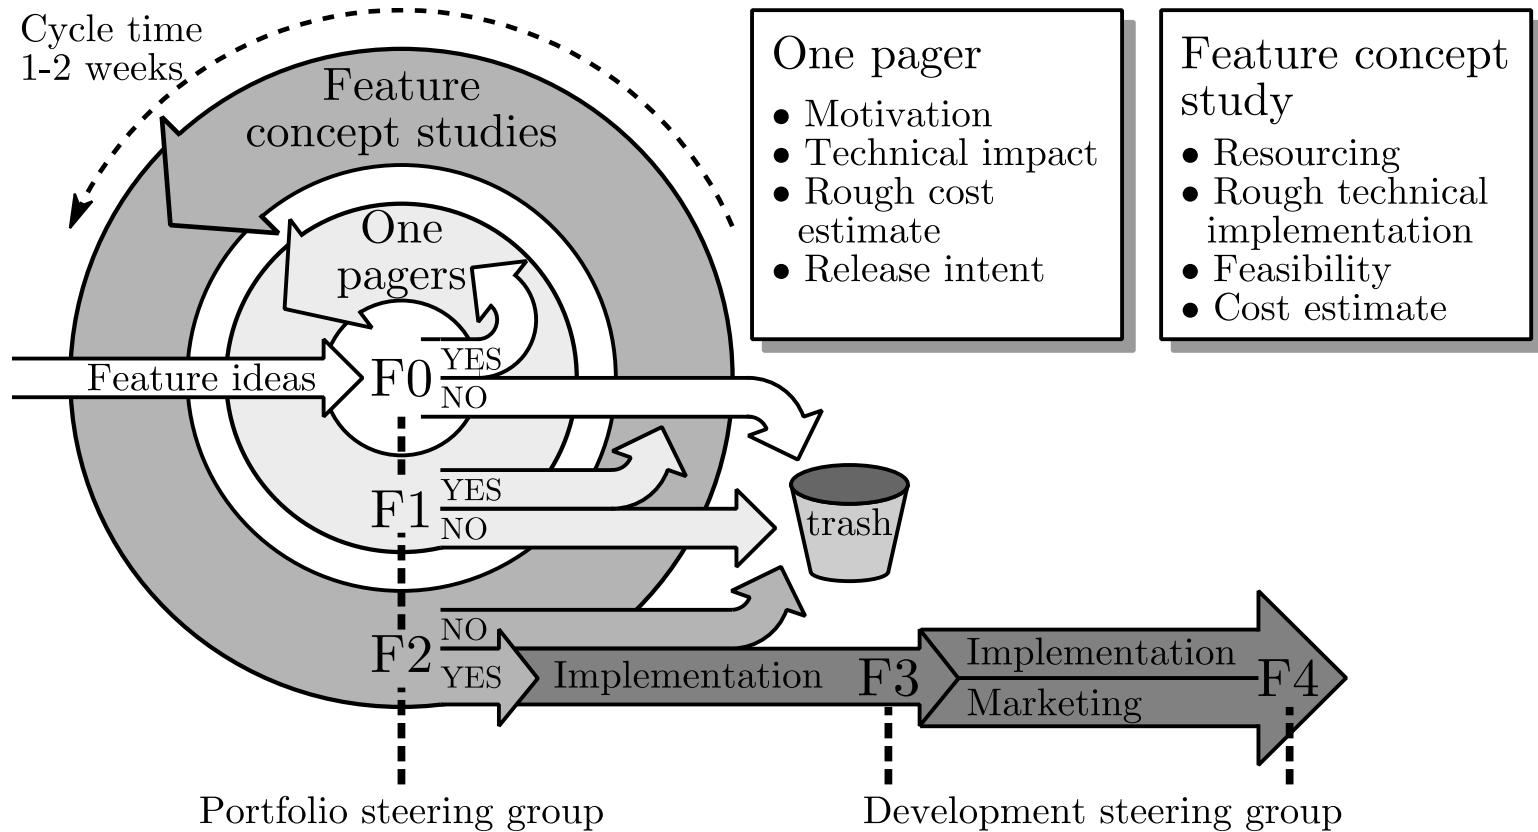 Cycle time
1-2 weeks
Feature
concept studies
One
pagers
Feature ideas
F0
YES
NO
F1
YES
NO
F2
NO
YES
trash
Implementation
F3
Implementation
Marketing
F4
Portfolio steering group
Development steering group
One pager
● Motivation
● Technical impact
● Rough cost
estimate
● Release intent
Feature concept
study
● Resourcing
● Rough technical
implementation
● Feasibility
● Cost estimate